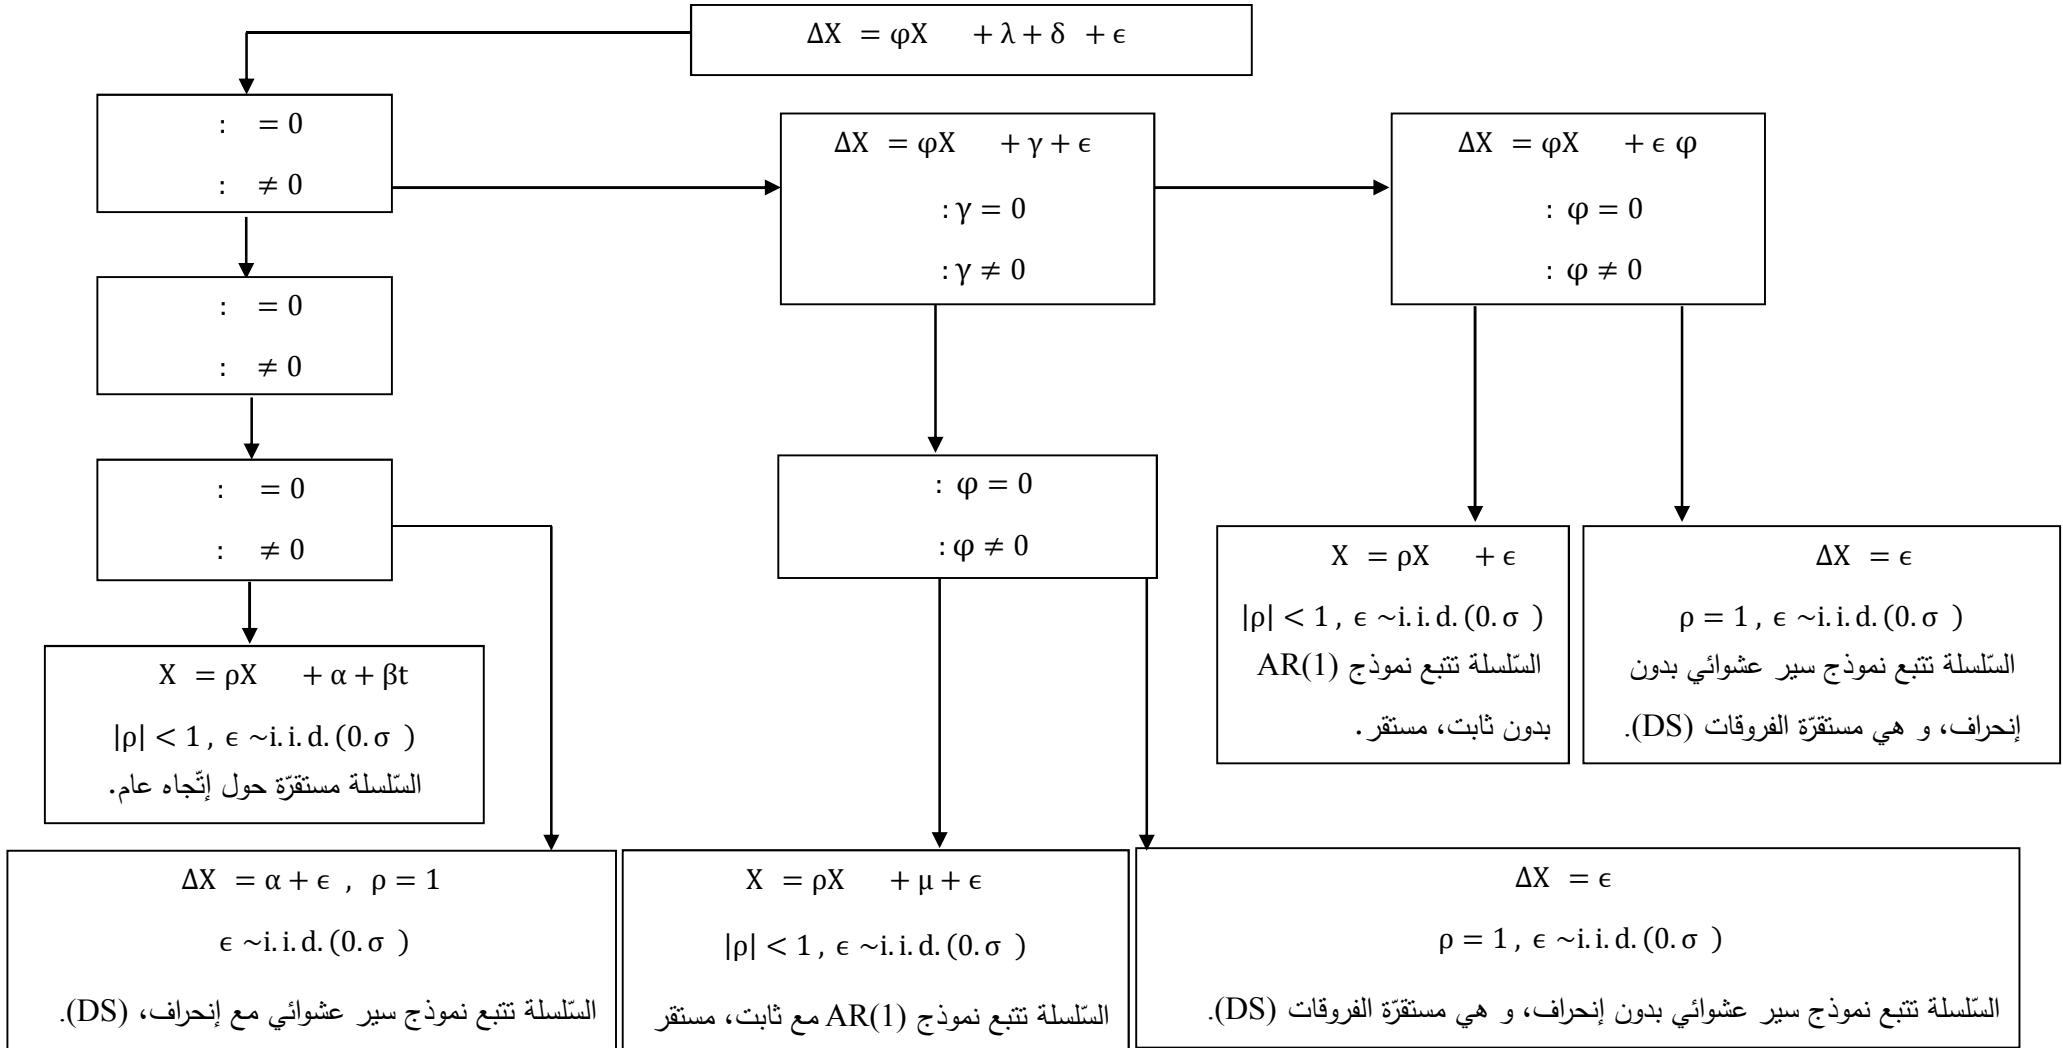 ΔX = φX + λ + δ + ϵ
: = 0
: ≠ 0
ΔX = φX + γ + ϵ
: γ = 0
: γ ≠ 0
ΔX = φX + ϵ φ
: φ = 0
: φ ≠ 0
: = 0
: ≠ 0
: = 0
: ≠ 0
: φ = 0
: φ ≠ 0
X = ρX + ϵ
|ρ| < 1 , ϵ ~i.i.d.(0.σ )
السّلسلة تتبع نموذج AR(1)
بدون ثابت، مستقر.
ΔX = ϵ
ρ = 1 , ϵ ~i.i.d.(0.σ )
السّلسلة تتبع نموذج سير عشوائي بدون
إنحراف، و هي مستقرّة الفروقات (DS).
X = ρX + α + βt
|ρ| < 1 , ϵ ~i.i.d.(0.σ )
السّلسلة مستقرّة حول إتّجاه عام.
ΔX = α + ϵ , ρ = 1
ϵ ~i.i.d.(0.σ )
السّلسلة تتبع نموذج سير عشوائي مع إنحراف، (DS).
X = ρX + μ + ϵ
|ρ| < 1 , ϵ ~i.i.d.(0.σ )
السّلسلة تتبع نموذج AR(1) مع ثابت، مستقر
ΔX = ϵ
ρ = 1 , ϵ ~i.i.d.(0.σ )
السّلسلة تتبع نموذج سير عشوائي بدون إنحراف، و هي مستقرّة الفروقات (DS).